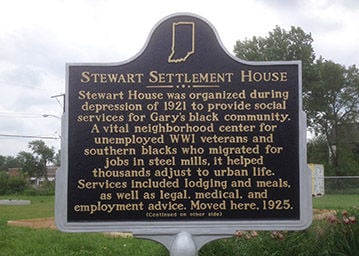 STEWART SETTLEMENT HOUSE
Stewart House was organized during
depression of 1921 to provide social
services for Gary's black community.
A vital neighborhood center for
unemployed WWI veterans and
southern blacks who migrated for
jobs in steel mills, it helped
thousands adjust to urban life.
Services included lodging and meals,
as well as legal, medical, and
employment advice. Moved here, 1925.
(Continued on other side)